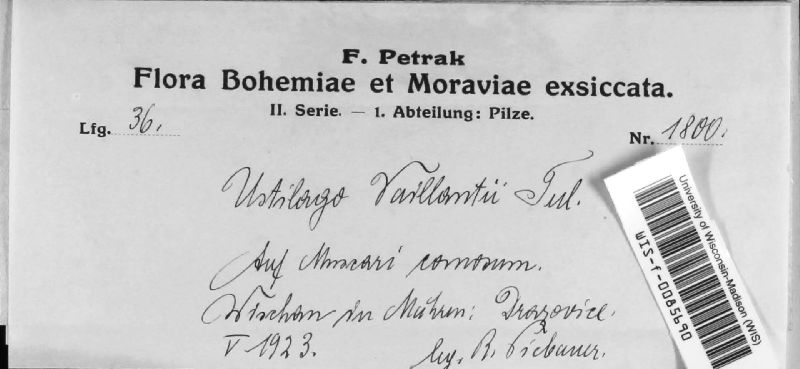 F. Petrak
Flora Bohemiae et Moraviae exsiccata.
II. Serie. — 1. Abteilung: Pilze.
Lfg. 36.
Nr. 1800.
Ustilago Vaillantii Tul.
Auf Muscari comosum.
Wischau in Mähren: Drazovice.
V 1923. leg. R. Picbauer.
University of Wisconsin-Madison (WIS)
WIS-f-0085690